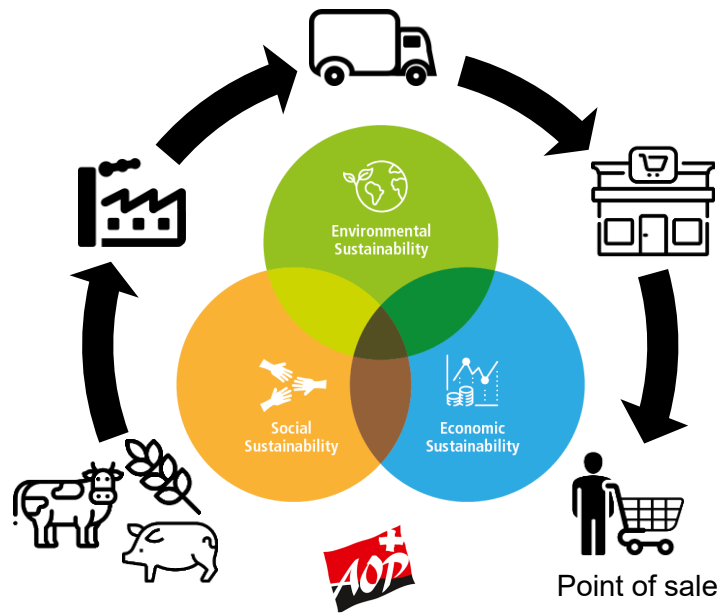 Environmental
Sustainability
Social
Sustainability
Economic
Sustainability
AOP
Point of sale